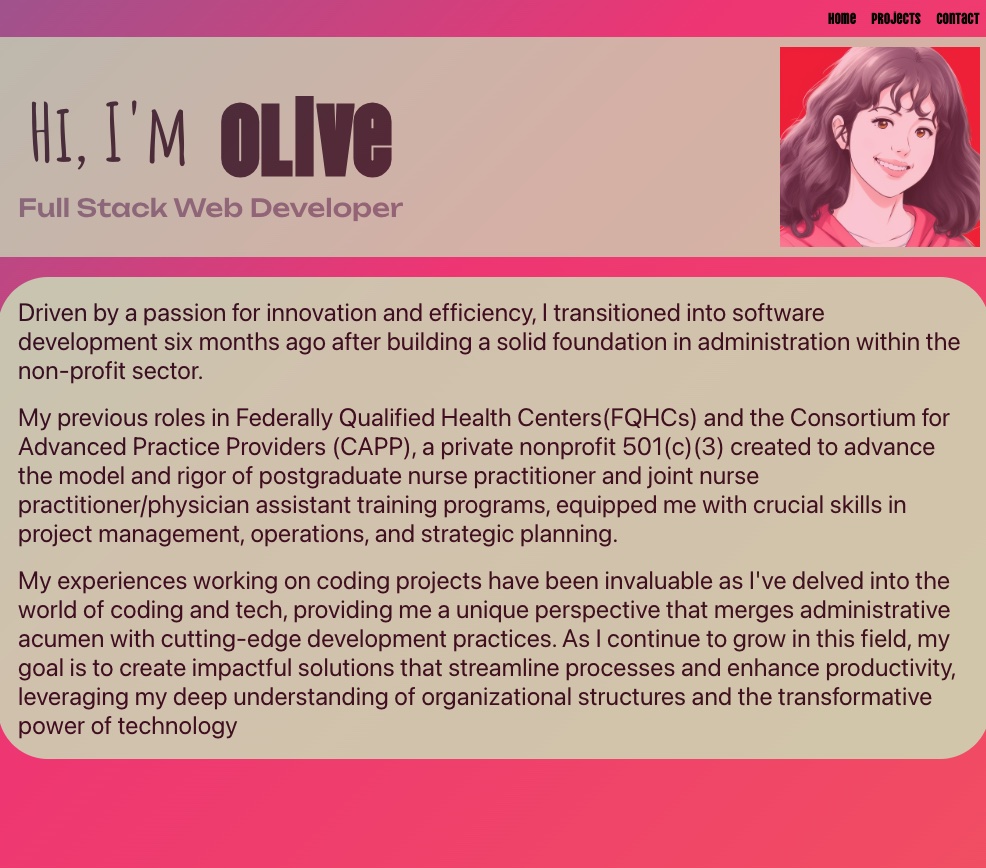 Home Projects Contact
Hi, I'm Olive
Full Stack Web Developer
Driven by a passion for innovation and efficiency, I transitioned into software
development six months ago after building a solid foundation in administration within the
non-profit sector.
My previous roles in Federally Qualified Health Centers(FQHCs) and the Consortium for
Advanced Practice Providers (CAPP), a private nonprofit 501(c)(3) created to advance
the model and rigor of postgraduate nurse practitioner and joint nurse
practitioner/physician assistant training programs, equipped me with crucial skills in
project management, operations, and strategic planning.
My experiences working on coding projects have been invaluable as I've delved into the
world of coding and tech, providing me a unique perspective that merges administrative
acumen with cutting-edge development practices. As I continue to grow in this field, my
goal is to create impactful solutions that streamline processes and enhance productivity,
leveraging my deep understanding of organizational structures and the transformative
power of technology